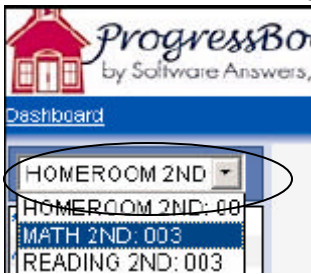 ProgressBo
by Software Answers,
Dashboard
HOMEROOM 2ND
HOMEROOM 2ND: 00
MATH 2ND: 003
READING 2ND: 003